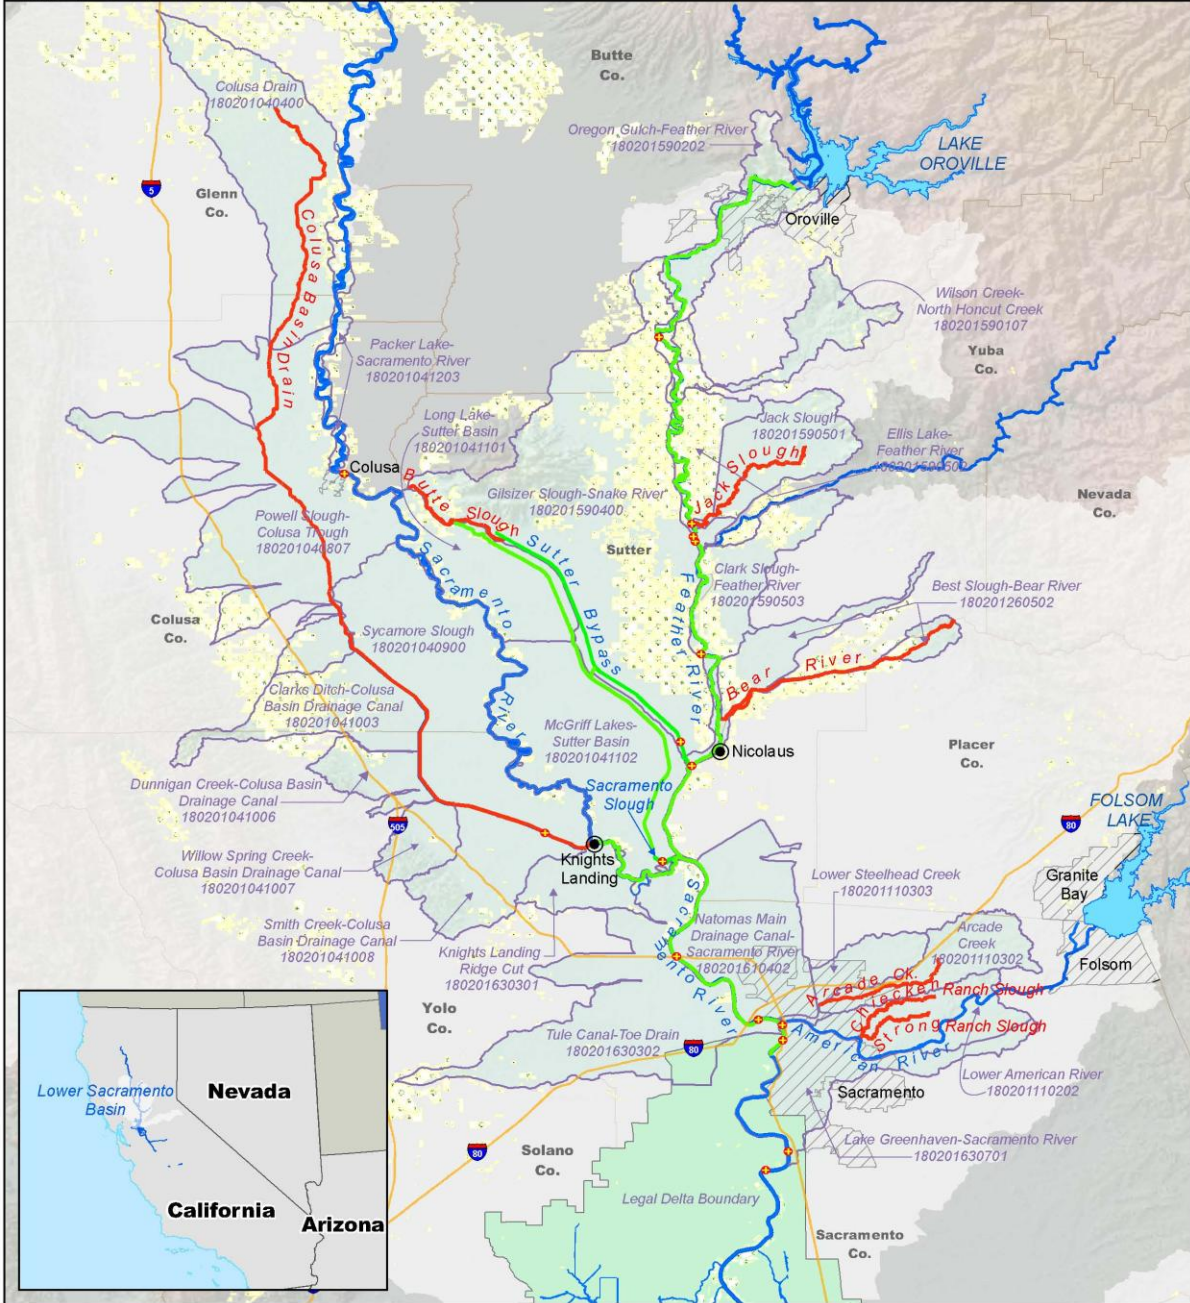 Butte
Co.
Colusa Drain
180201040400
Oregon Gulch-Feather River
180201590202
LAKE
OROVILLE
5
Glenn
Co.
Oroville
Colusa Basin Drain
Wilson Creek-
North Honcut Creek
180201590107
Packer Lake-
Sacramento River
180201041203
Yuba
Co.
Long Lake-
Sutter Basin
180201041101
Jack Slough
180201590501
Ellis Lake-
Feather River
Jack Slough
Colusa
Butte Slough
Gilsizer Slough-Snake River
180201590400
Nevada
Co.
Powell Slough-
Colusa Trough
180201040807
Sutter
Sutter Bypass
Sacramento River
Feather River
Clark Slough-
Feather River
180201590503
Best Slough-Bear River
180201260502
Colusa
Co.
Sycamore Slough
180201040900
Bear River
Clarks Ditch-Colusa
Basin Drainage Canal
180201041003
McGriff Lakes-
Sutter Basin
180201041102
Nicolaus
Placer
Co.
Dunnigan Creek-Colusa Basin
Drainage Canal
180201041006
Sacramento
Slough
FOLSOM
LAKE
505
80
Willow Spring Creek-
Colusa Basin Drainage Canal
180201041007
Knights
Landing
Granite
Bay
Lower Steelhead Creek
180201110303
Smith Creek-Colusa
Basin Drainage Canal
180201041008
Knights Landing
Ridge Cut
180201630301
Sacramento River
Natomas Main
Drainage Canal-
Sacramento River
180201610402
Arcade
Creek
180201110302
Folsom
Arcade Ck.
Chiecken Ranch Slough
Strong Ranch Slough
Yolo
Co.
Tule Canal-Toe Drain
180201630302
80
American River
Lower American River
180201110202
Sacramento
Lake Greenhaven-Sacramento River
180201630701
80
Solano
Co.
Legal Delta Boundary
Sacramento
Co.
Lower Sacramento
Basin
Nevada
California
Arizona